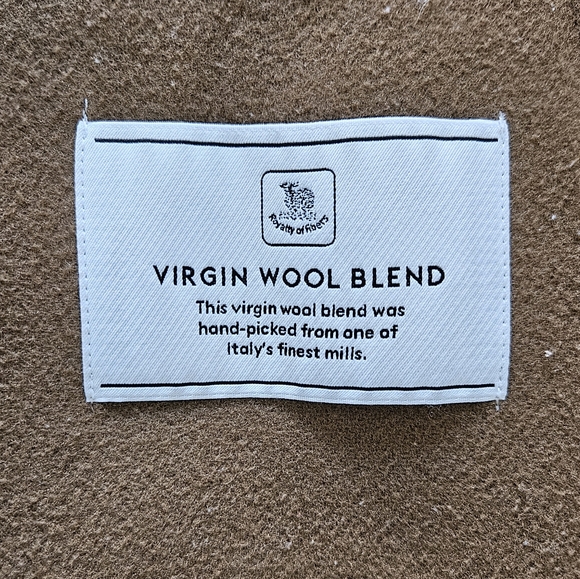 Royalty of Fibers
VIRGIN WOOL BLEND
This virgin wool blend was
hand-picked from one of
Italy's finest mills.